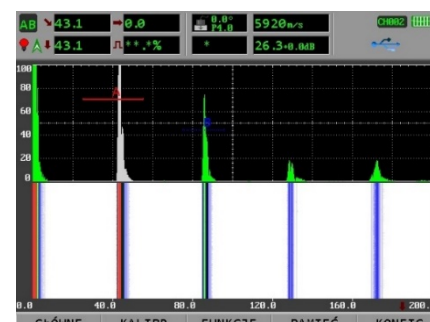 AB 43.1 0.0 0.0° P4.0 5920m/s CH002
A 43.1 **.*% * 26.3+0.0dB
100
80
A
60
B
40
20
0
0.0 40.0 80.0 120.0 160.0 200.
GŁÓWNE KALIBR FUNKCJE PAMIĘĆ KONFIG